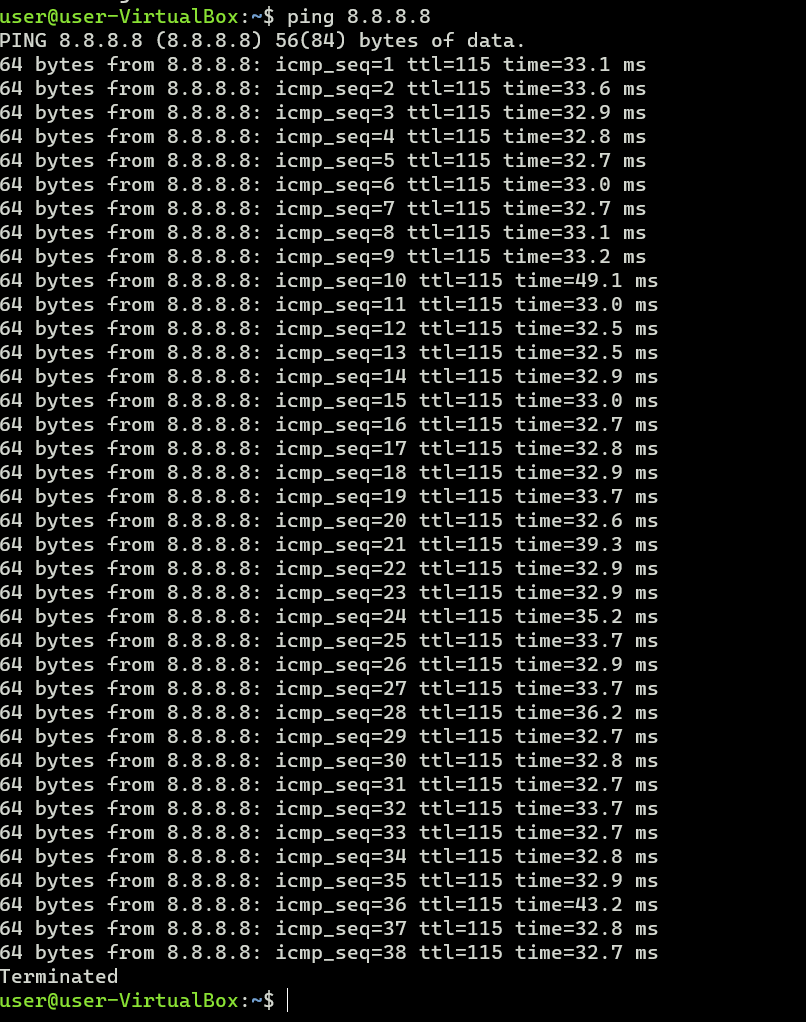 user@user-VirtualBox:~$ ping 8.8.8.8
PING 8.8.8.8 (8.8.8.8) 56(84) bytes of data.
64 bytes from 8.8.8.8: icmp_seq=1 ttl=115 time=33.1 ms
64 bytes from 8.8.8.8: icmp_seq=2 ttl=115 time=33.6 ms
64 bytes from 8.8.8.8: icmp_seq=3 ttl=115 time=32.9 ms
64 bytes from 8.8.8.8: icmp_seq=4 ttl=115 time=32.8 ms
64 bytes from 8.8.8.8: icmp_seq=5 ttl=115 time=32.7 ms
64 bytes from 8.8.8.8: icmp_seq=6 ttl=115 time=33.0 ms
64 bytes from 8.8.8.8: icmp_seq=7 ttl=115 time=32.7 ms
64 bytes from 8.8.8.8: icmp_seq=8 ttl=115 time=33.1 ms
64 bytes from 8.8.8.8: icmp_seq=9 ttl=115 time=33.2 ms
64 bytes from 8.8.8.8: icmp_seq=10 ttl=115 time=49.1 ms
64 bytes from 8.8.8.8: icmp_seq=11 ttl=115 time=33.0 ms
64 bytes from 8.8.8.8: icmp_seq=12 ttl=115 time=32.5 ms
64 bytes from 8.8.8.8: icmp_seq=13 ttl=115 time=32.5 ms
64 bytes from 8.8.8.8: icmp_seq=14 ttl=115 time=32.9 ms
64 bytes from 8.8.8.8: icmp_seq=15 ttl=115 time=33.0 ms
64 bytes from 8.8.8.8: icmp_seq=16 ttl=115 time=32.7 ms
64 bytes from 8.8.8.8: icmp_seq=17 ttl=115 time=32.8 ms
64 bytes from 8.8.8.8: icmp_seq=18 ttl=115 time=32.9 ms
64 bytes from 8.8.8.8: icmp_seq=19 ttl=115 time=33.7 ms
64 bytes from 8.8.8.8: icmp_seq=20 ttl=115 time=32.6 ms
64 bytes from 8.8.8.8: icmp_seq=21 ttl=115 time=39.3 ms
64 bytes from 8.8.8.8: icmp_seq=22 ttl=115 time=32.9 ms
64 bytes from 8.8.8.8: icmp_seq=23 ttl=115 time=32.9 ms
64 bytes from 8.8.8.8: icmp_seq=24 ttl=115 time=35.2 ms
64 bytes from 8.8.8.8: icmp_seq=25 ttl=115 time=33.7 ms
64 bytes from 8.8.8.8: icmp_seq=26 ttl=115 time=32.9 ms
64 bytes from 8.8.8.8: icmp_seq=27 ttl=115 time=33.7 ms
64 bytes from 8.8.8.8: icmp_seq=28 ttl=115 time=36.2 ms
64 bytes from 8.8.8.8: icmp_seq=29 ttl=115 time=32.7 ms
64 bytes from 8.8.8.8: icmp_seq=30 ttl=115 time=32.8 ms
64 bytes from 8.8.8.8: icmp_seq=31 ttl=115 time=32.7 ms
64 bytes from 8.8.8.8: icmp_seq=32 ttl=115 time=33.7 ms
64 bytes from 8.8.8.8: icmp_seq=33 ttl=115 time=32.7 ms
64 bytes from 8.8.8.8: icmp_seq=34 ttl=115 time=32.8 ms
64 bytes from 8.8.8.8: icmp_seq=35 ttl=115 time=32.9 ms
64 bytes from 8.8.8.8: icmp_seq=36 ttl=115 time=43.2 ms
64 bytes from 8.8.8.8: icmp_seq=37 ttl=115 time=32.8 ms
64 bytes from 8.8.8.8: icmp_seq=38 ttl=115 time=32.7 ms
Terminated
user@user-VirtualBox:~$